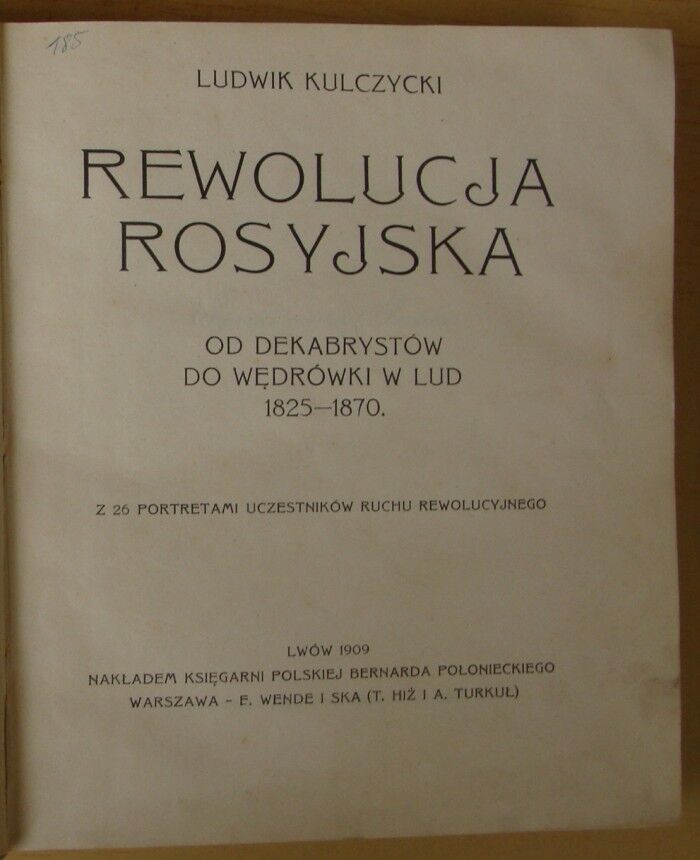 185
LUDWIK KULCZYCKI
REWOLUCJA
ROSYJSKA
OD DEKABRYSTÓW
DO WĘDRÓWKI W LUD
1825—1870.
Z 26 PORTRETAMI UCZESTNIKÓW RUCHU REWOLUCYJNEGO
LWÓW 1909
NAKŁADEM KSIĘGARNI POLSKIEJ BERNARDA POŁONIECKIEGO
WARSZAWA – E. WENDE I SKA (T. HIŻ I A. TURKUŁ)